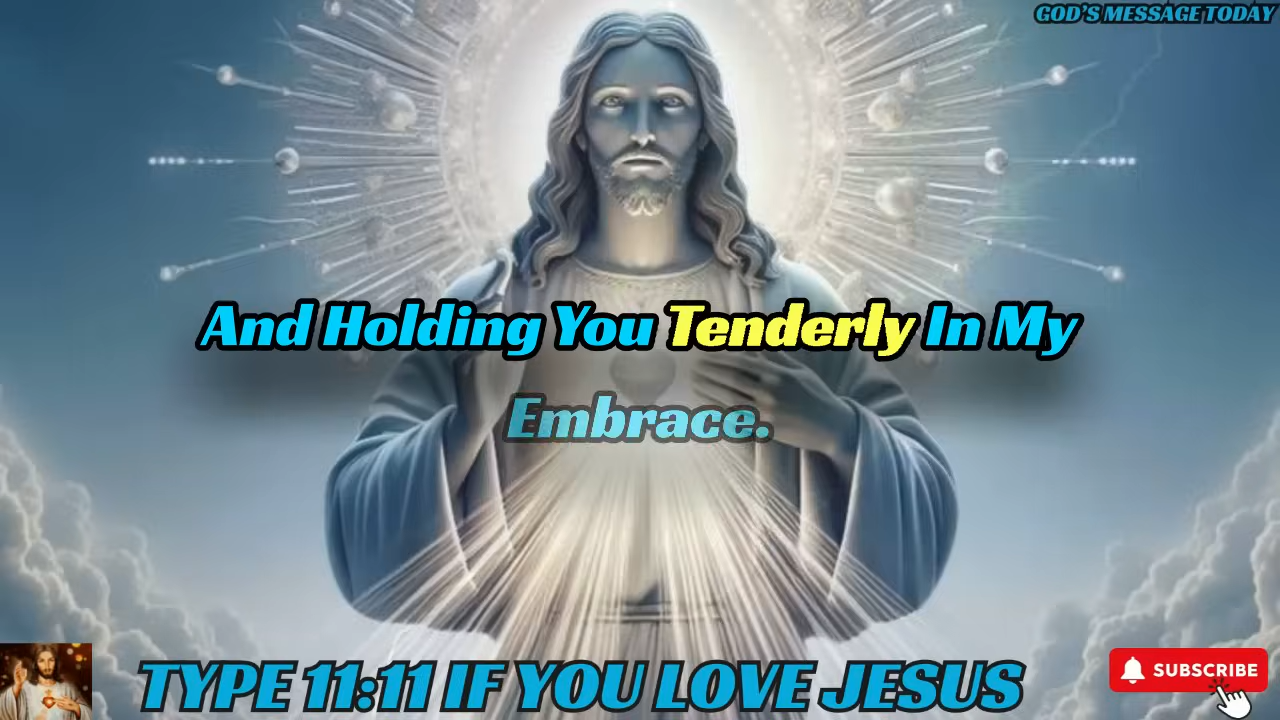 GOD'S MESSAGE TODAY
And Holding You Tenderly In My
Embrace.
TYPE 11:11 IF YOU LOVE JESUS
SUBSCRIBE